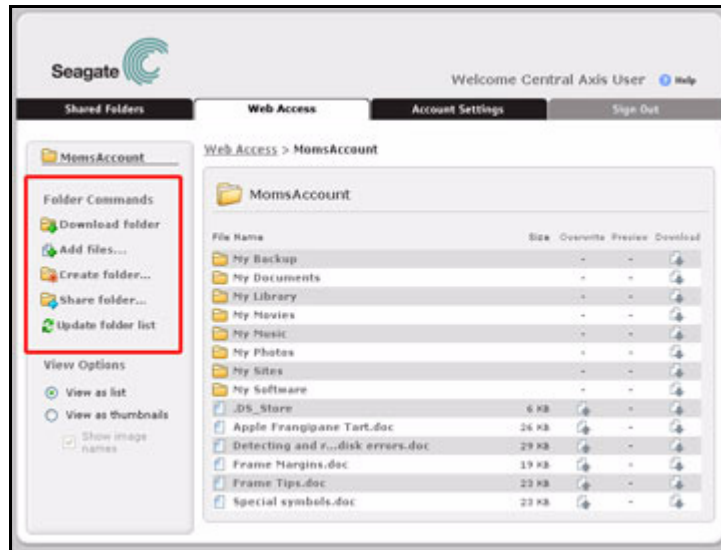 Seagate
Welcome Central Axis User Help
Shared Folders Web Access Account Settings Sign Out
MomsAccount
Folder Commands
Download folder
Add files...
Create folder...
Share folder...
Update folder list
View Options
View as list
View as thumbnails
Show image
names
Web Access > MomsAccount
MomsAccount
File Name Size Overwrite Preview Download
My Backup - -
My Documents - -
My Library - -
My Movies - -
My Music - -
My Photos - -
My Sites - -
My Software - -
.DS_Store 6 KB -
Apple Frangipane Tart.doc 26 KB -
Detecting and r...disk errors.doc 29 KB -
Frame Margins.doc 19 KB -
Frame Tips.doc 23 KB -
Special symbols.doc 23 KB -